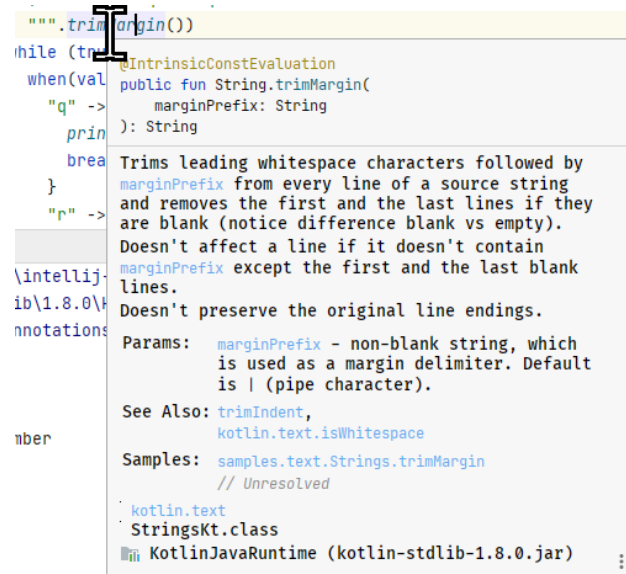 """.trimMargin())
while (tru
when(val
"q" ->
prin
brea
}
"r" ->
\intellij-
ib\1.8.0\
nnotations
mber
@IntrinsicConstEvaluation
public fun String.trimMargin(
marginPrefix: String
): String
Trims leading whitespace characters followed by
marginPrefix from every line of a source string
and removes the first and the last lines if they
are blank (notice difference blank vs empty).
Doesn't affect a line if it doesn't contain
marginPrefix except the first and the last blank
lines.
Doesn't preserve the original line endings.
Params: marginPrefix – non-blank string, which
is used as a margin delimiter. Default
is | (pipe character).
See Also: trimIndent,
kotlin.text.isWhitespace
Samples: samples.text.Strings.trimMargin
// Unresolved
kotlin.text
StringsKt.class
KotlinJavaRuntime (kotlin-stdlib-1.8.0.jar)